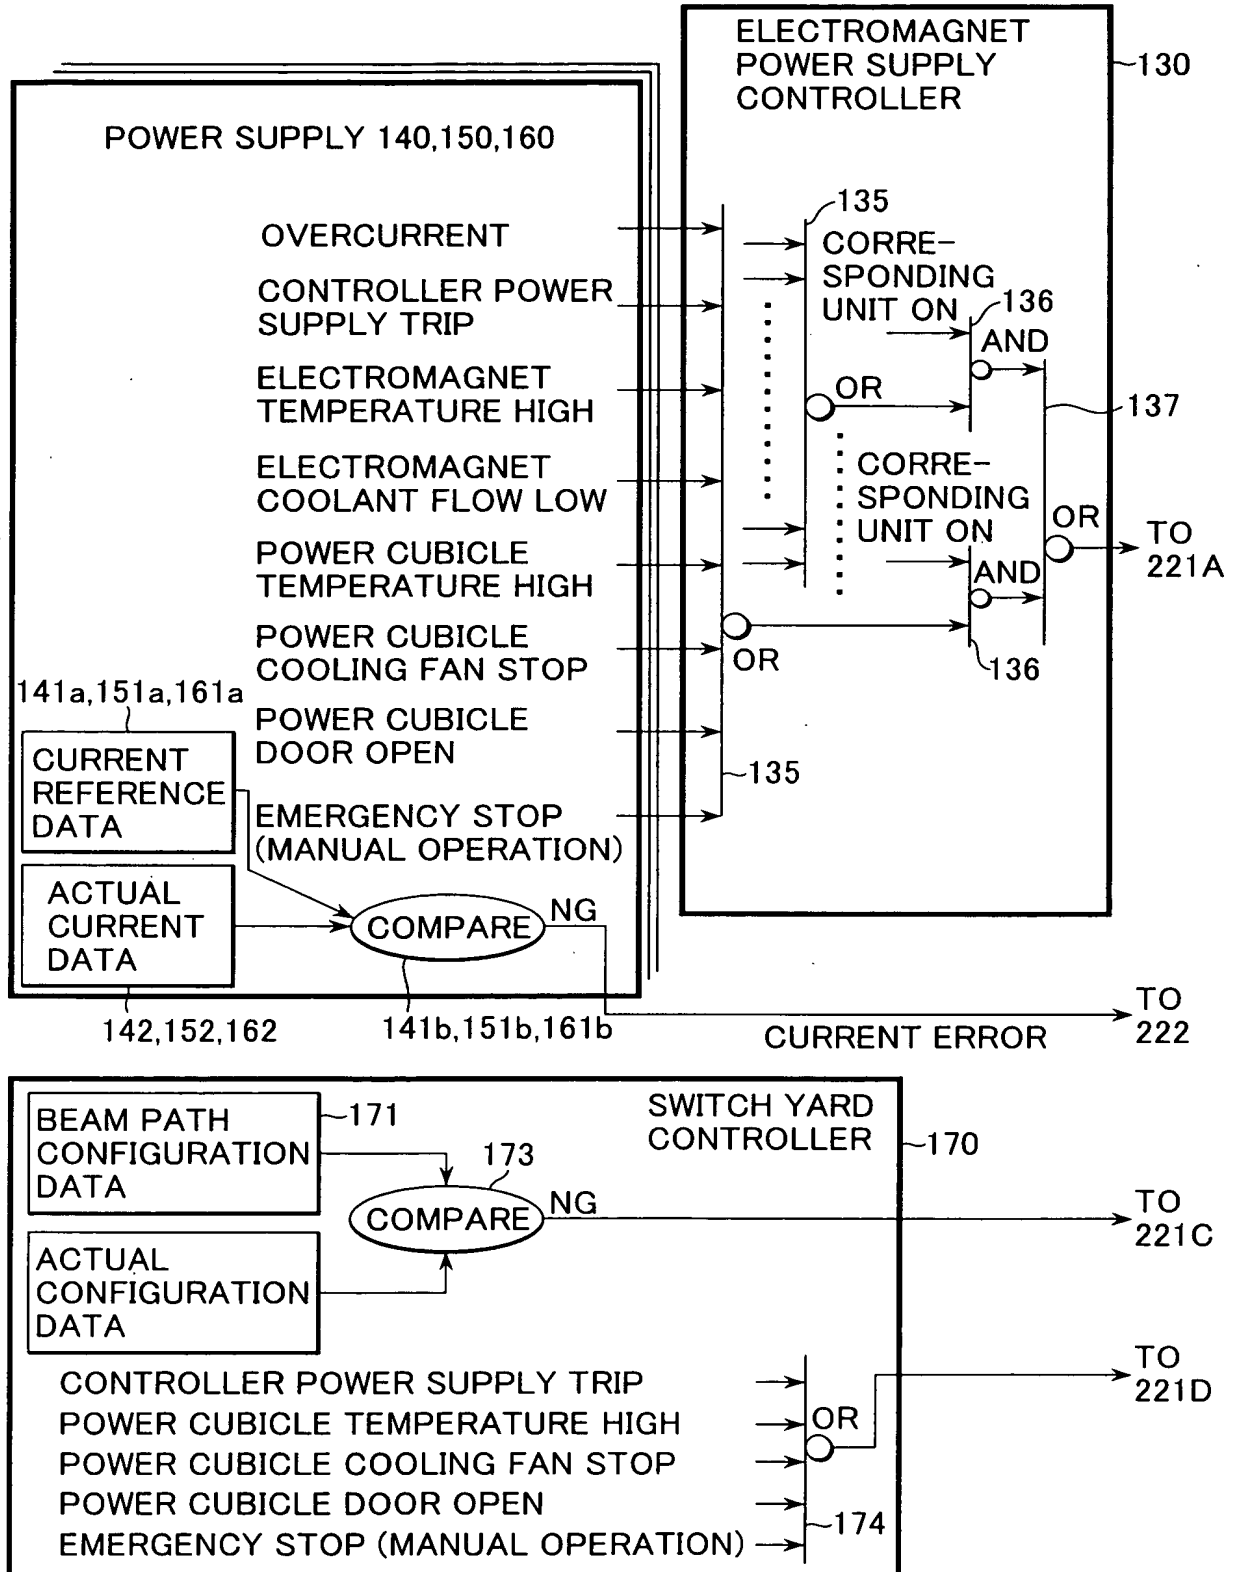 ELECTROMAGNET
POWER SUPPLY
CONTROLLER
130
POWER SUPPLY 140,150,160
OVERCURRENT
CONTROLLER POWER
SUPPLY TRIP
ELECTROMAGNET
TEMPERATURE HIGH
ELECTROMAGNET
COOLANT FLOW LOW
POWER CUBICLE
TEMPERATURE HIGH
POWER CUBICLE
COOLING FAN STOP
POWER CUBICLE
DOOR OPEN
EMERGENCY STOP
(MANUAL OPERATION)
135
CORRE-
SPONDING
UNIT ON
136
AND
OR
137
CORRE-
SPONDING
UNIT ON
AND
OR
TO
221A
OR
136
135
141a,151a,161a
CURRENT
REFERENCE
DATA
ACTUAL
CURRENT
DATA
COMPARE
NG
142,152,162
141b,151b,161b
CURRENT ERROR
TO
222
BEAM PATH
CONFIGURATION
DATA
171
173
SWITCH YARD
CONTROLLER
170
COMPARE
NG
TO
221C
ACTUAL
CONFIGURATION
DATA
CONTROLLER POWER SUPPLY TRIP
POWER CUBICLE TEMPERATURE HIGH
POWER CUBICLE COOLING FAN STOP
POWER CUBICLE DOOR OPEN
EMERGENCY STOP (MANUAL OPERATION)
OR
174
TO
221D